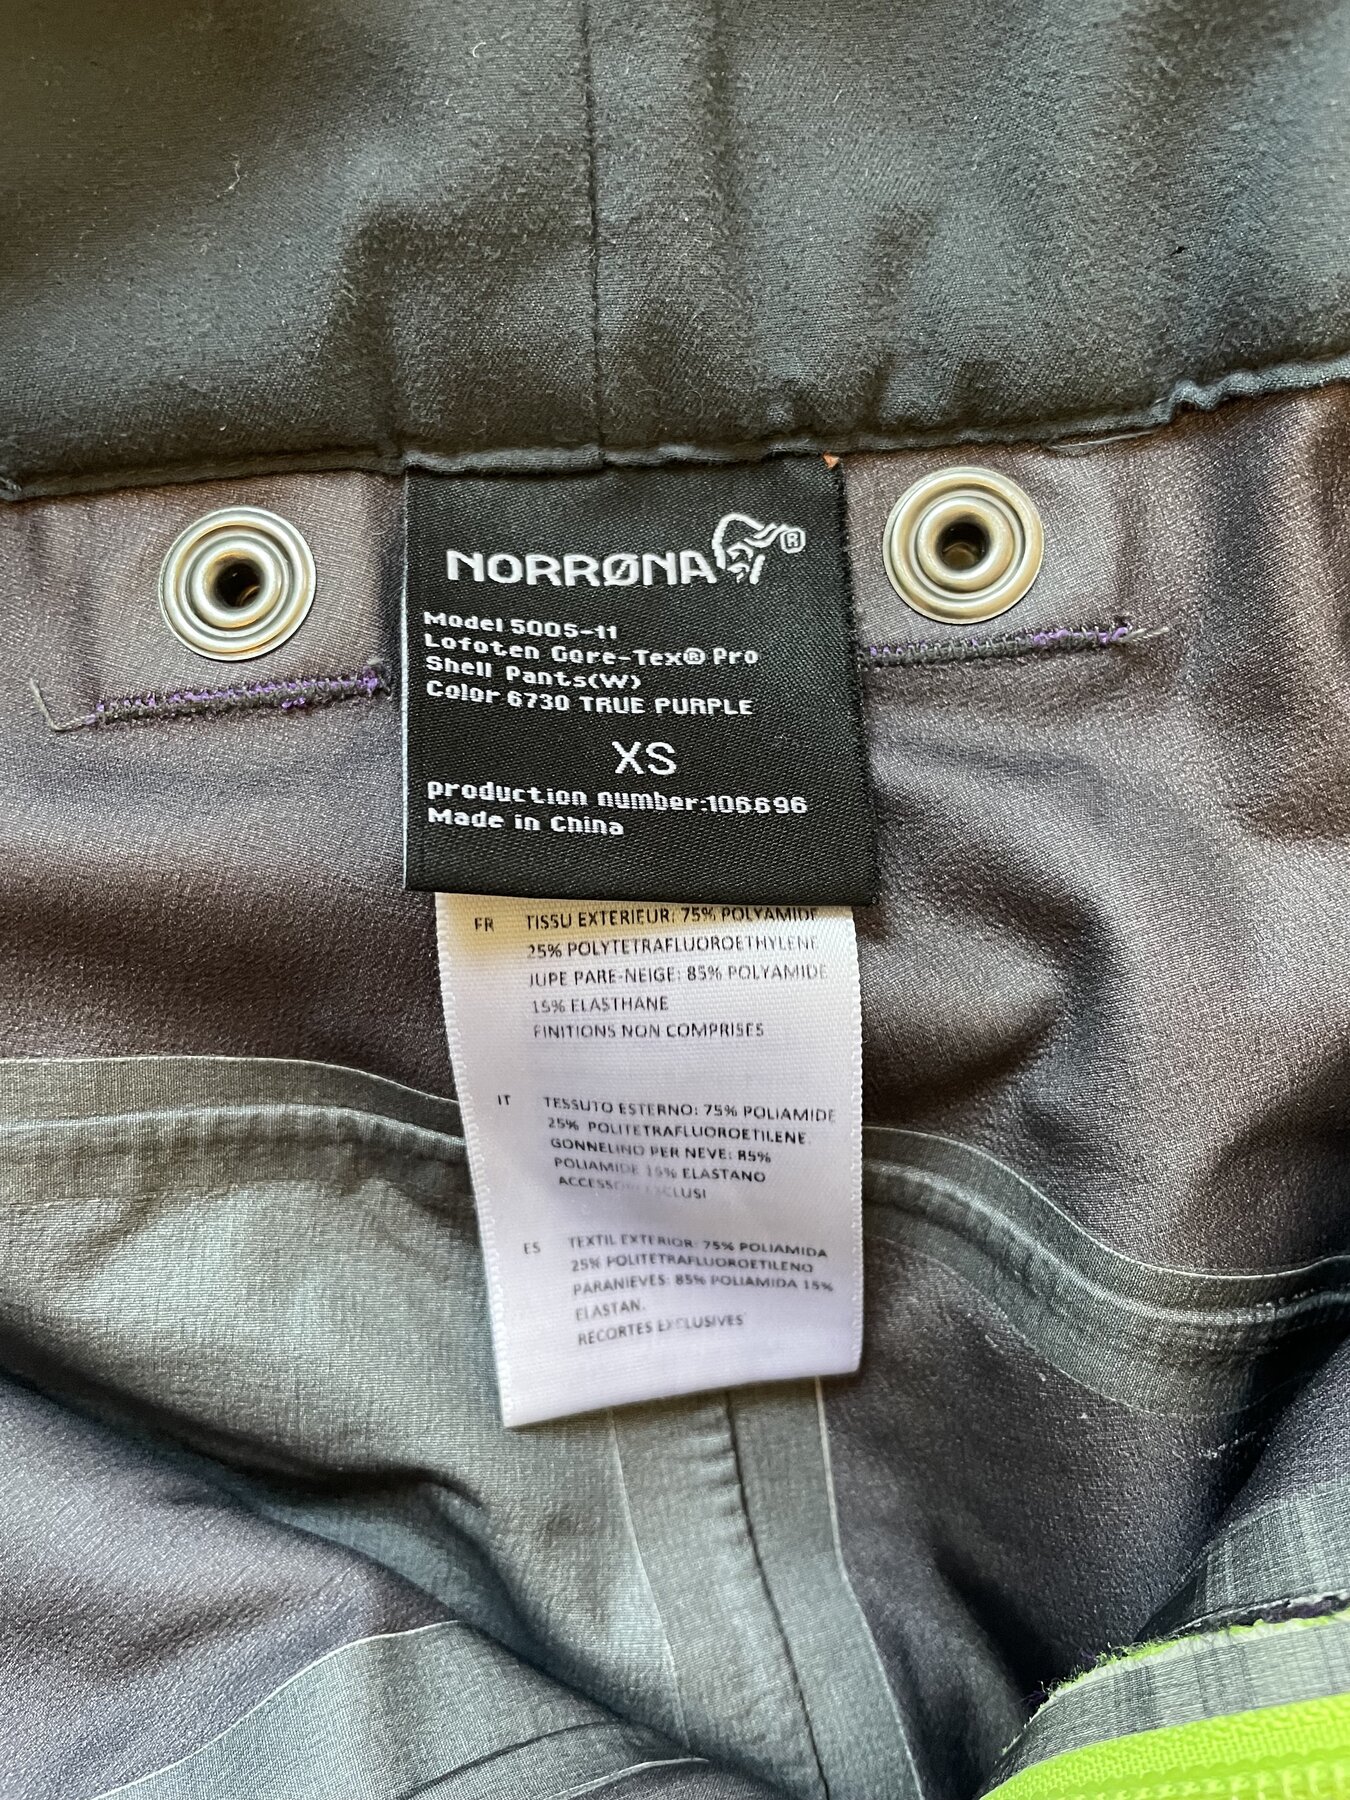 NORRØNA®
Model 5005-11
Lofoten Gore-Tex® Pro
Shell Pants(W)
Color 6730 TRUE PURPLE
XS
production number:106696
Made in China
FR TISSU EXTERIEUR: 75% POLYAMIDE
25% POLYTETRAFLUOROETHYLENE
JUPE PARE-NEIGE: 85% POLYAMIDE
15% ELASTHANE
FINITIONS NON COMPRISES
IT TESSUTO ESTERNO: 75% POLIAMIDE
25% POLITETRAFLUOROETILENE
GONNELINO PER NEVE: 85%
POLIAMIDE 15% ELASTANO
ACCESSORI EXCLUSI
ES TEXTIL EXTERIOR: 75% POLIAMIDA
25% POLITETRAFLUOROETILENO
PARANIEVES: 85% POLIAMIDA 15%
ELASTAN.
RECORTES EXCLUSIVES